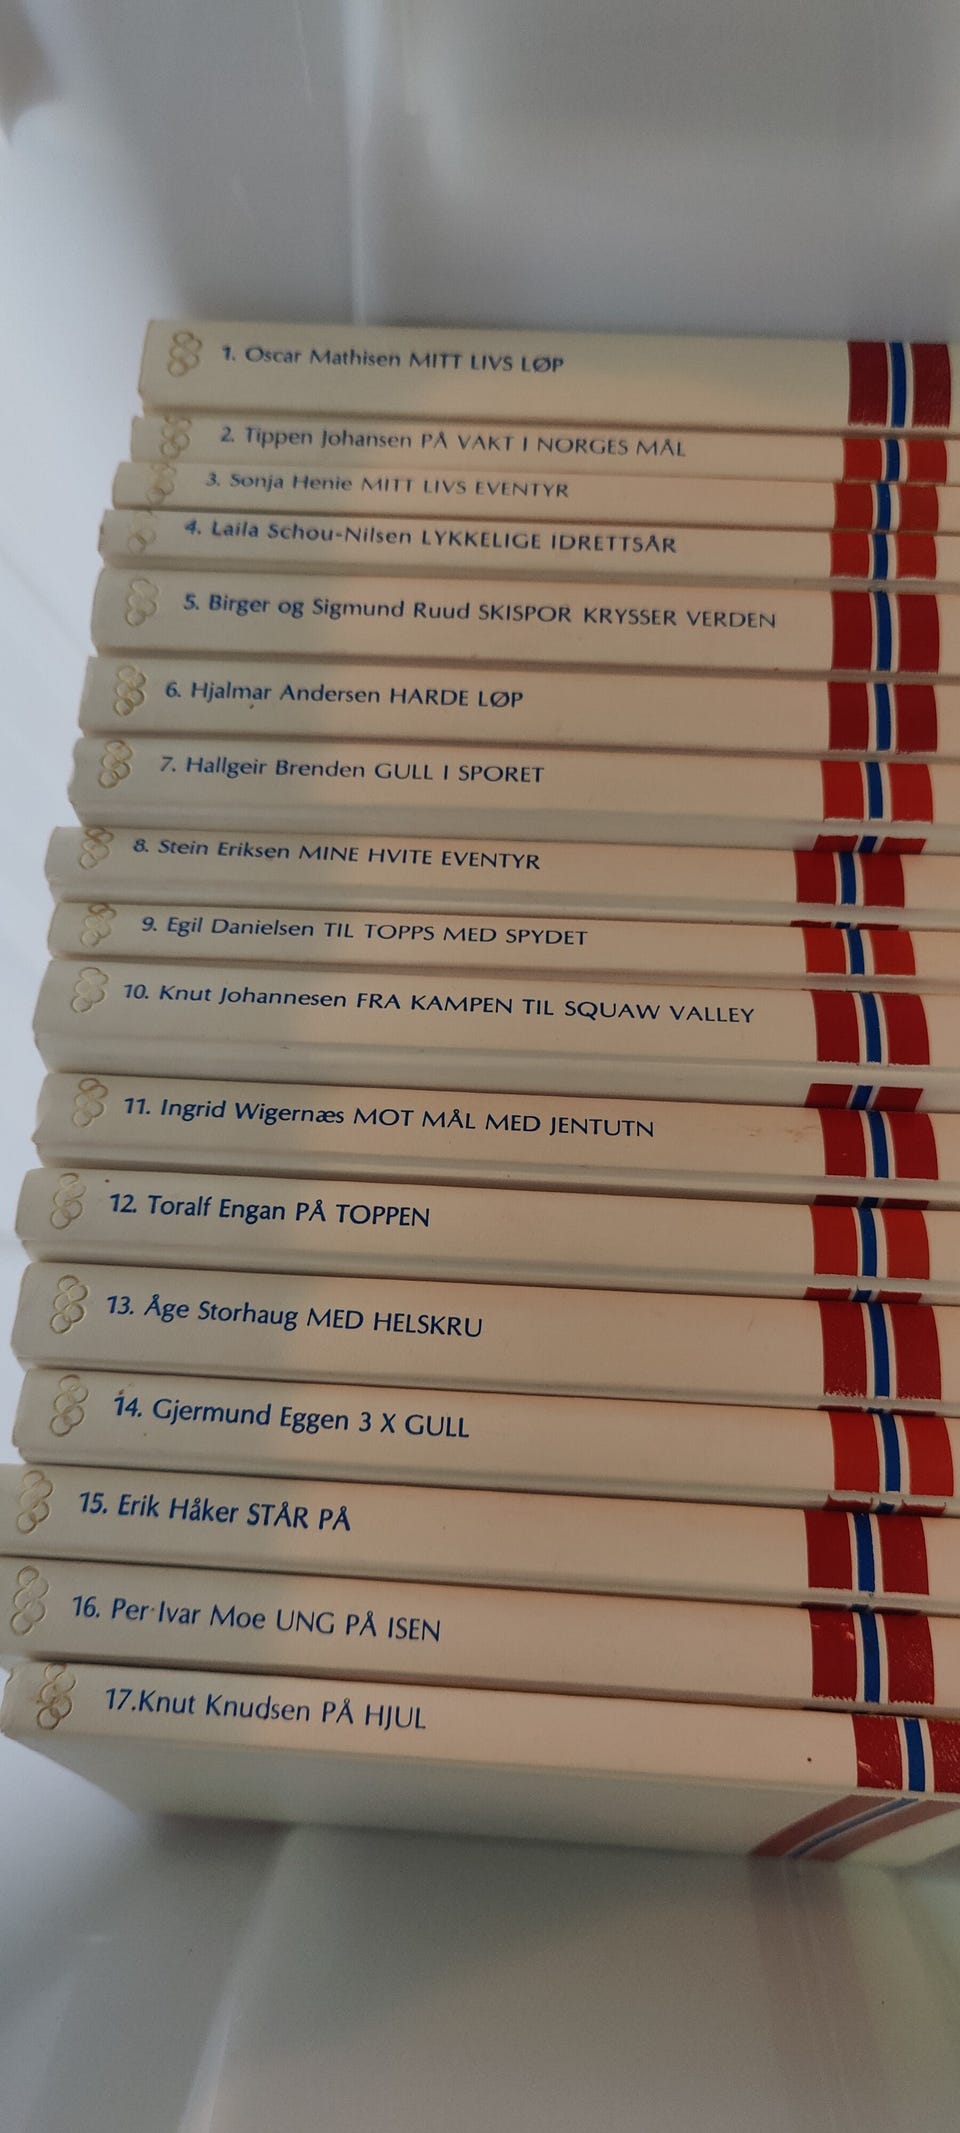 1. Oscar Mathisen MITT LIVS LØP
2. Tippen Johansen PÅ VAKT I NORGES MÅL
3. Sonja Henie MITT LIVS EVENTYR
4. Laila Schou-Nilsen LYKKELIGE IDRETTSÅR
5. Birger og Sigmund Ruud SKISPOR KRYSSER VERDEN
6. Hjalmar Andersen HARDE LØP
7. Hallgeir Brenden GULL I SPORET
8. Stein Eriksen MINE HVITE EVENTYR
9. Egil Danielsen TIL TOPPS MED SPYDET
10. Knut Johannesen FRA KAMPEN TIL SQUAW VALLEY
11. Ingrid Wigernæs MOT MÅL MED JENTUTN
12. Toralf Engan PÅ TOPPEN
13. Åge Storhaug MED HELSKRU
14. Gjermund Eggen 3 X GULL
15. Erik Håker STÅR PÅ
16. Per-Ivar Moe UNG PÅ ISEN
17.Knut Knudsen PÅ HJUL